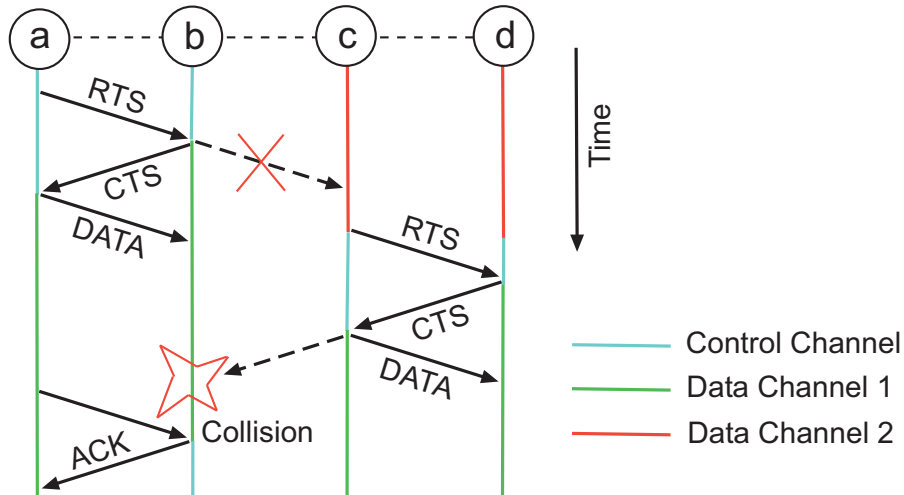 a b c d
RTS
CTS
DATA
Time
RTS
CTS
DATA
Collision
ACK
Control Channel
Data Channel 1
Data Channel 2